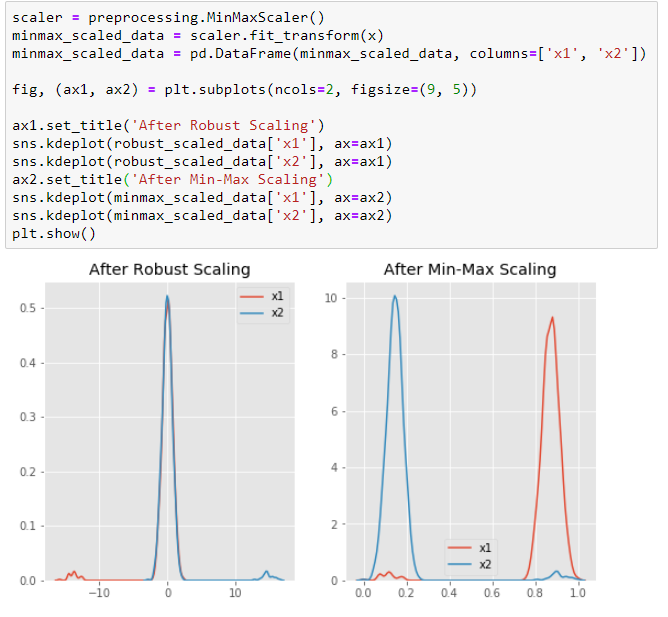 scaler = preprocessing.MinMaxScaler()
minmax_scaled_data = scaler.fit_transform(x)
minmax_scaled_data = pd.DataFrame(minmax_scaled_data, columns=['x1', 'x2'])
fig, (ax1, ax2) = plt.subplots(ncols=2, figsize=(9, 5))
ax1.set_title('After Robust Scaling')
sns.kdeplot(robust_scaled_data['x1'], ax=ax1)
sns.kdeplot(robust_scaled_data['x2'], ax=ax1)
ax2.set_title('After Min-Max Scaling')
sns.kdeplot(minmax_scaled_data['x1'], ax=ax2)
sns.kdeplot(minmax_scaled_data['x2'], ax=ax2)
plt.show()
After Robust Scaling
x1
x2
0.5
0.4
0.3
0.2
0.1
0.0
−10 0 10
After Min-Max Scaling
10
8
6
4
2
0
x1
x2
0.0 0.2 0.4 0.6 0.8 1.0